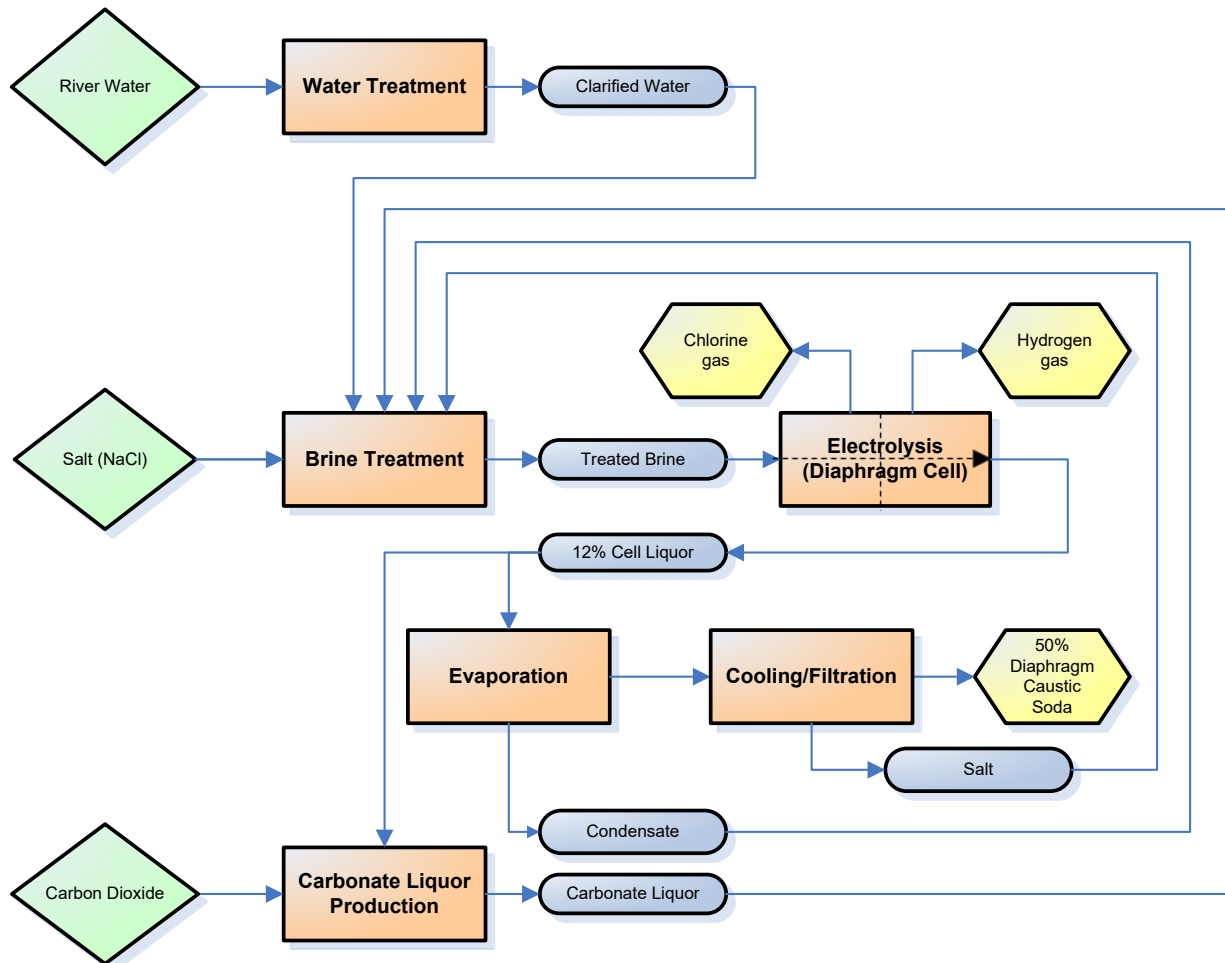 River Water
Water Treatment
Clarified Water
Chlorine
gas
Hydrogen
gas
Salt (NaCl)
Brine Treatment
Treated Brine
Electrolysis
(Diaphragm Cell)
12% Cell Liquor
Evaporation
Cooling/Filtration
50%
Diaphragm
Caustic
Soda
Salt
Condensate
Carbon Dioxide
Carbonate Liquor
Production
Carbonate Liquor